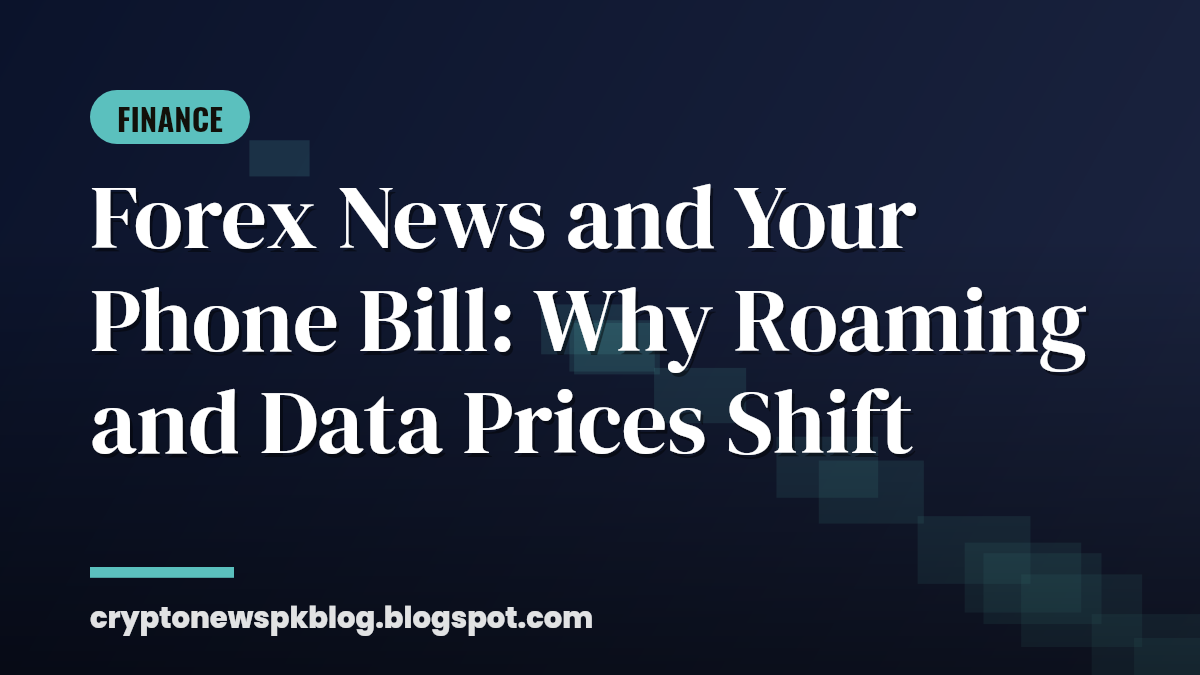 FINANCE
Forex News and Your
Phone Bill: Why Roaming
and Data Prices Shift
cryptonewspkblog.blogspot.com